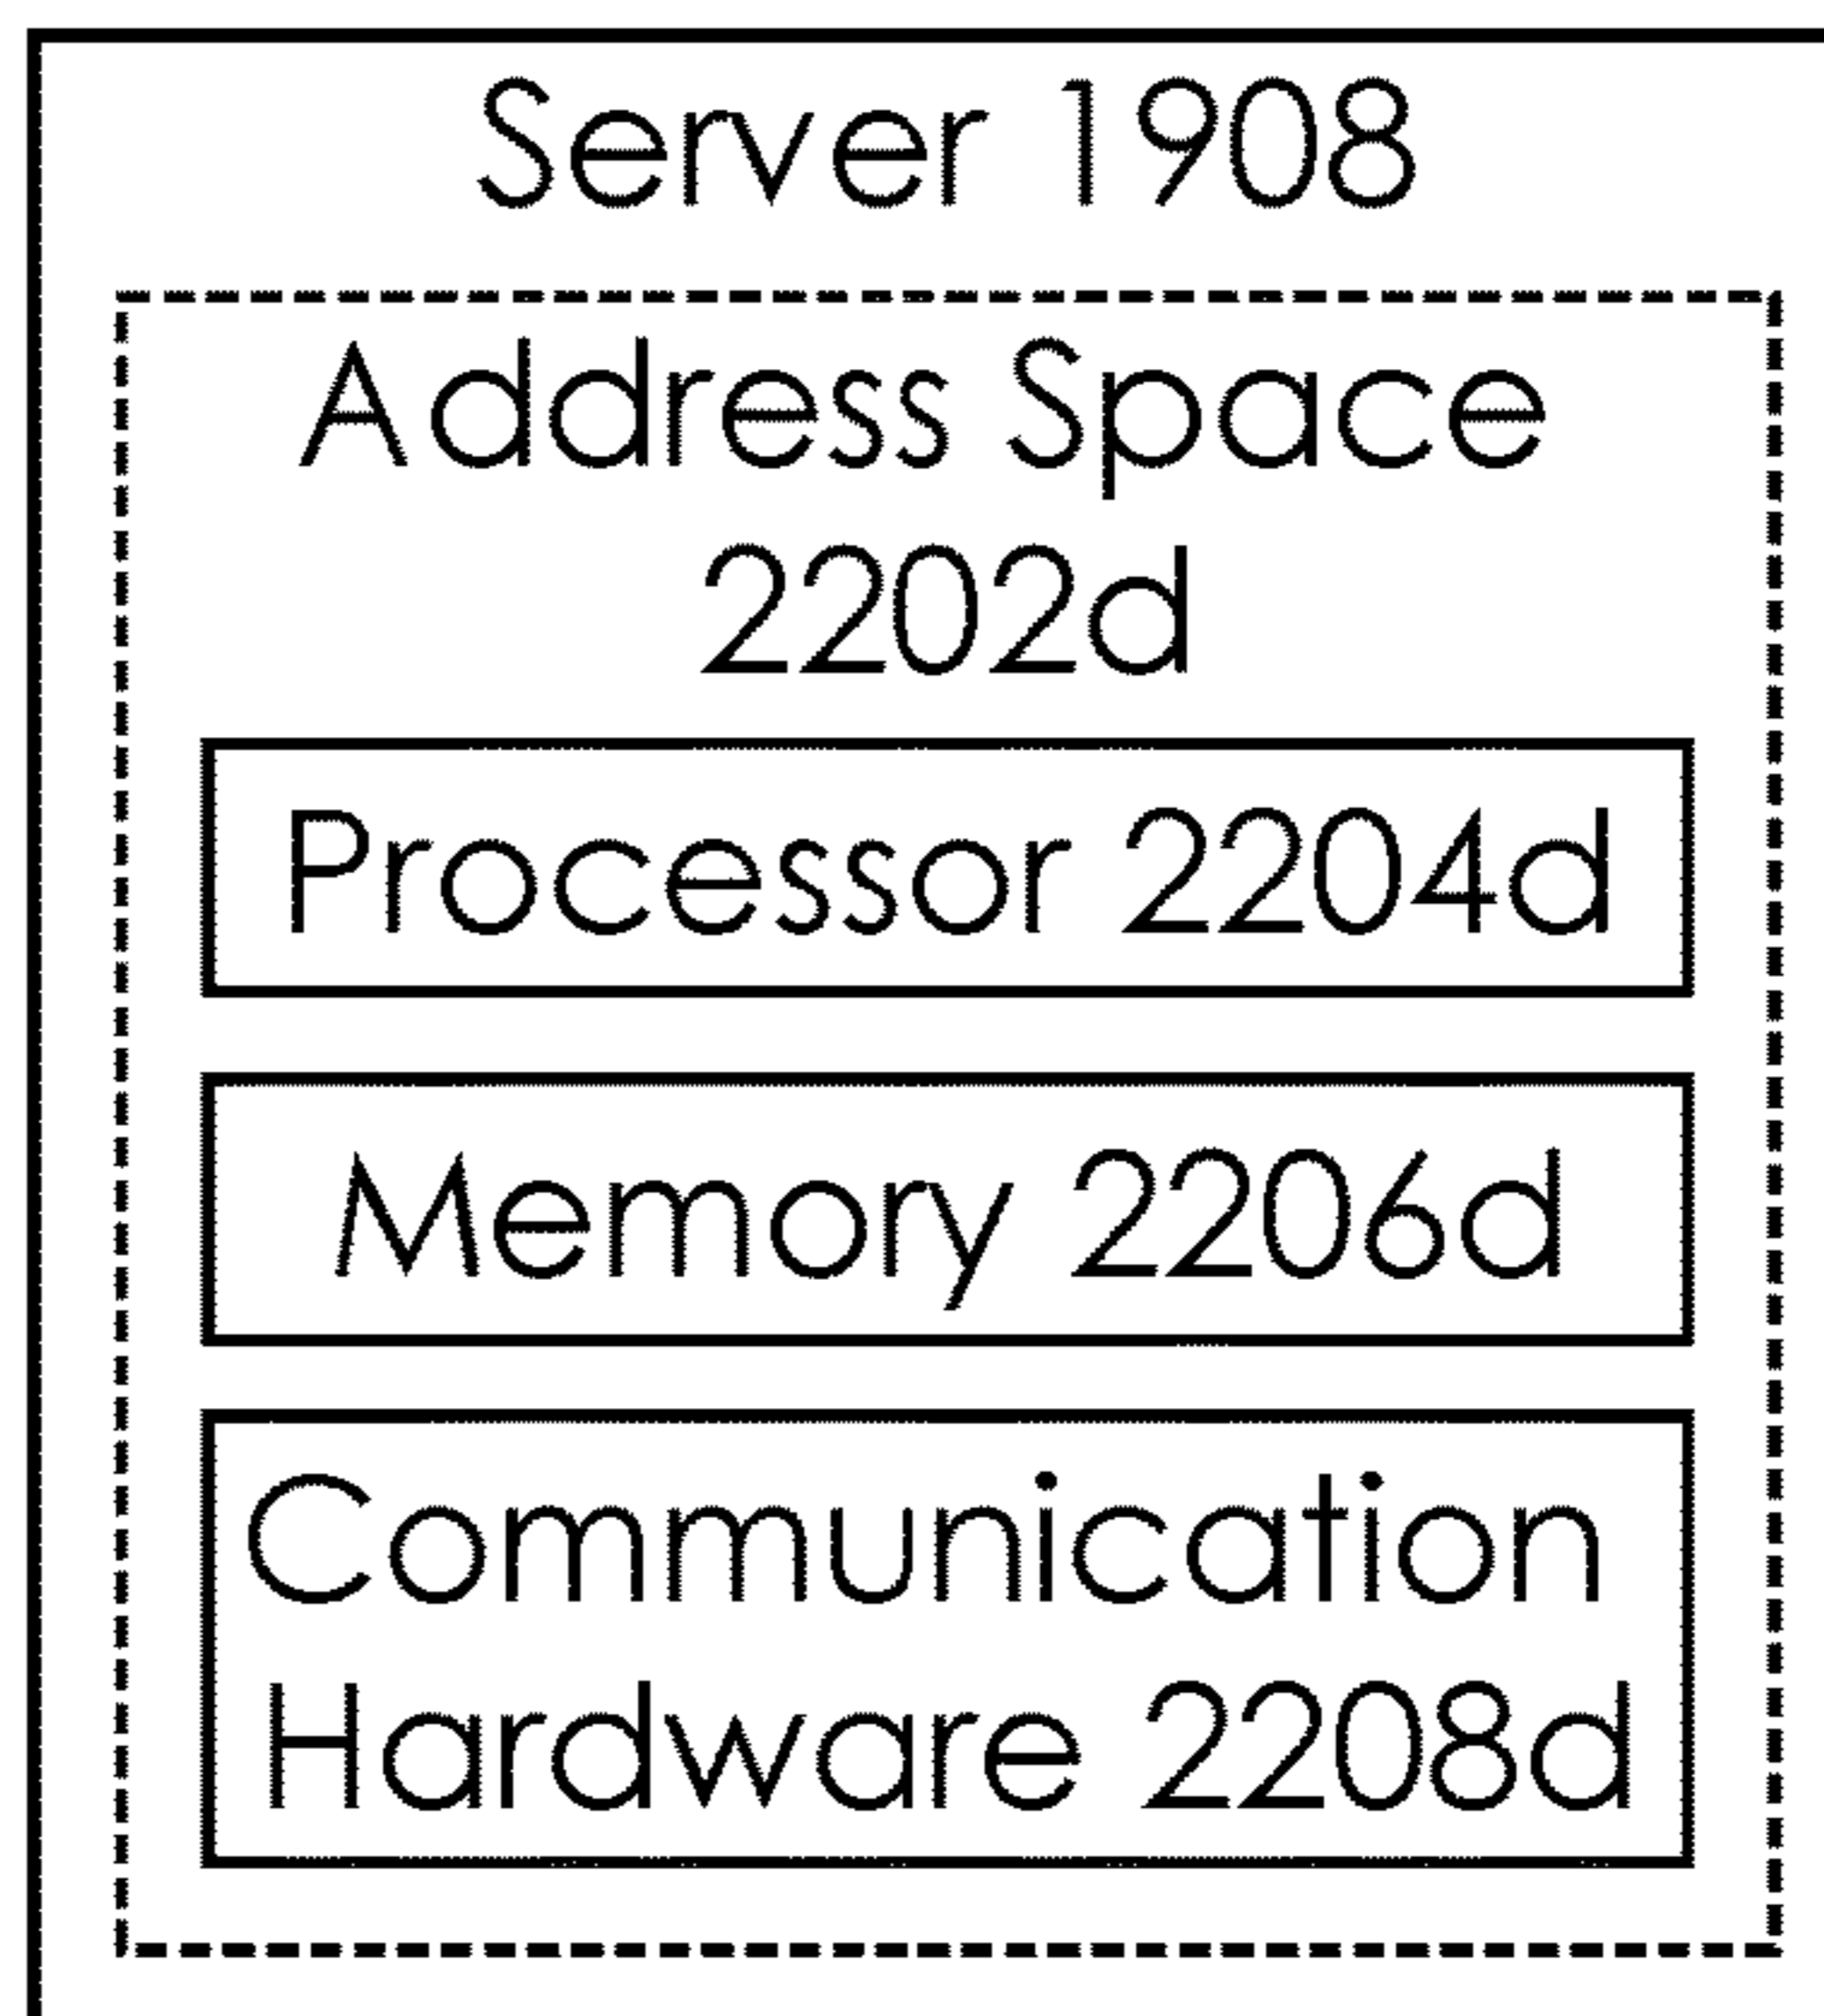 Server 1908
Address Space
2202d
Processor 2204d
Memory 2206d
Communication
Hardware 2208d